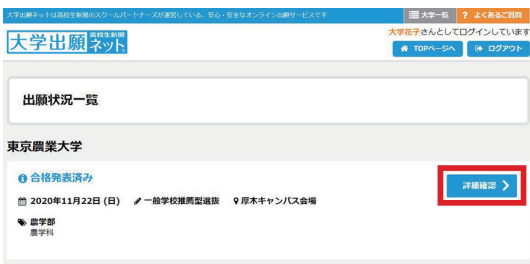 大学出願ネットは高校生新聞のスクールパートナーズが運営している、安心・安全なオンライン出願サービスです
大学一覧 ? よくあるご質問
大学出願ネット 高校生新聞
大学花子さんとしてログインしています
TOPページへ ログアウト
出願状況一覧
東京農業大学
合格発表済み
詳細確認
2020年11月22日 (日) 一般学校推薦型選抜 厚木キャンパス会場
農学部
農学科